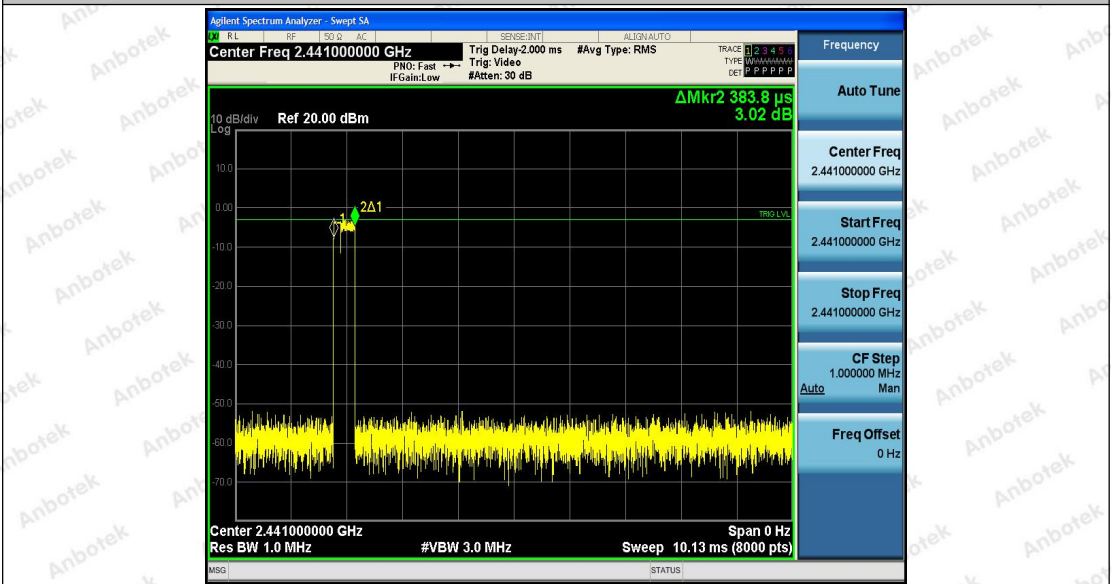 Agilent Spectrum Analyzer - Swept SA
LXI RL RF 50 Ω AC SENSE:INT ALIGNAUTO
Center Freq 2.441000000 GHz
PNO: Fast
IFGain:Low
Trig Delay-2.000 ms
Trig: Video
#Atten: 30 dB
#Avg Type: RMS
TRACE 1 2 3 4 5 6
TYPE
DET P P P P P P
ΔMkr2 383.8 µs
3.02 dB
10 dB/div
Log
Ref 20.00 dBm
10.0
0.00
-10.0
-20.0
-30.0
-40.0
-50.0
-60.0
-70.0
1
2Δ1
TRIG LVL
Center 2.441000000 GHz
Span 0 Hz
Res BW 1.0 MHz
#VBW 3.0 MHz
Sweep 10.13 ms (8000 pts)
MSG
STATUS
Frequency
Auto Tune
Center Freq
2.441000000 GHz
Start Freq
2.441000000 GHz
Stop Freq
2.441000000 GHz
CF Step
1.000000 MHz
Auto Man
Freq Offset
0 Hz
Anbotek